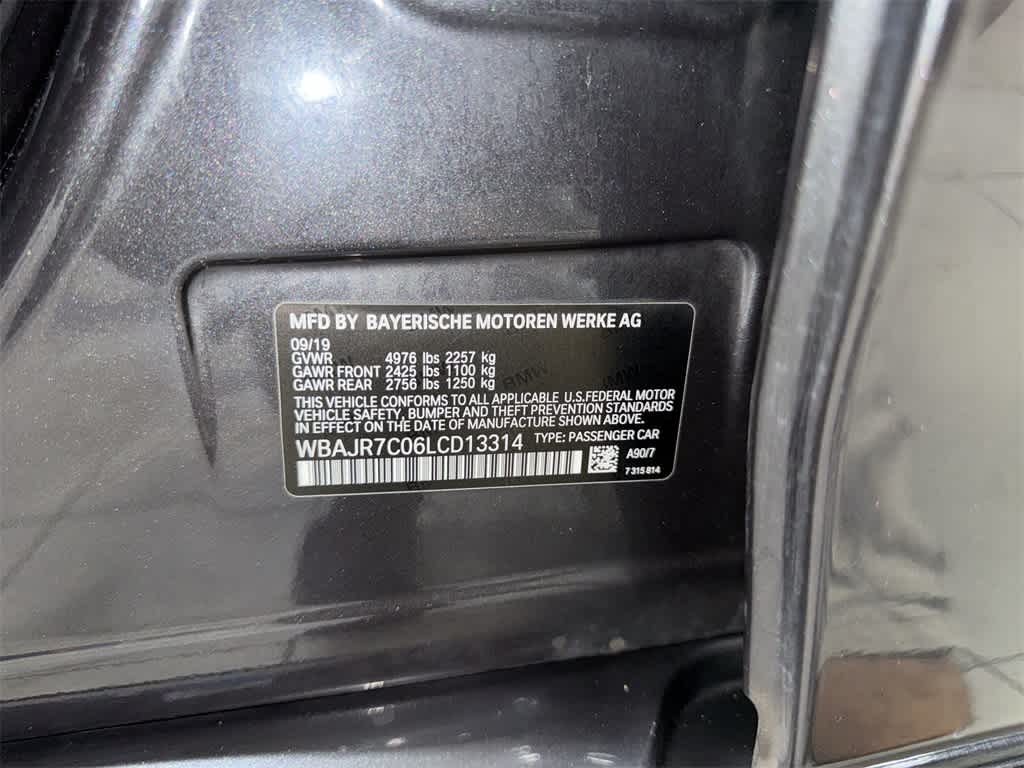 MFD BY BAYERISCHE MOTOREN WERKE AG
09/19
GVWR 4976 lbs 2257 kg
GAWR FRONT 2425 lbs 1100 kg
GAWR REAR 2756 lbs 1250 kg
THIS VEHICLE CONFORMS TO ALL APPLICABLE U.S.FEDERAL MOTOR
VEHICLE SAFETY, BUMPER AND THEFT PREVENTION STANDARDS
IN EFFECT ON THE DATE OF MANUFACTURE SHOWN ABOVE.
WBAJR7C06LCD13314 TYPE: PASSENGER CAR
A90/7
7 315 814
BMW
BMW